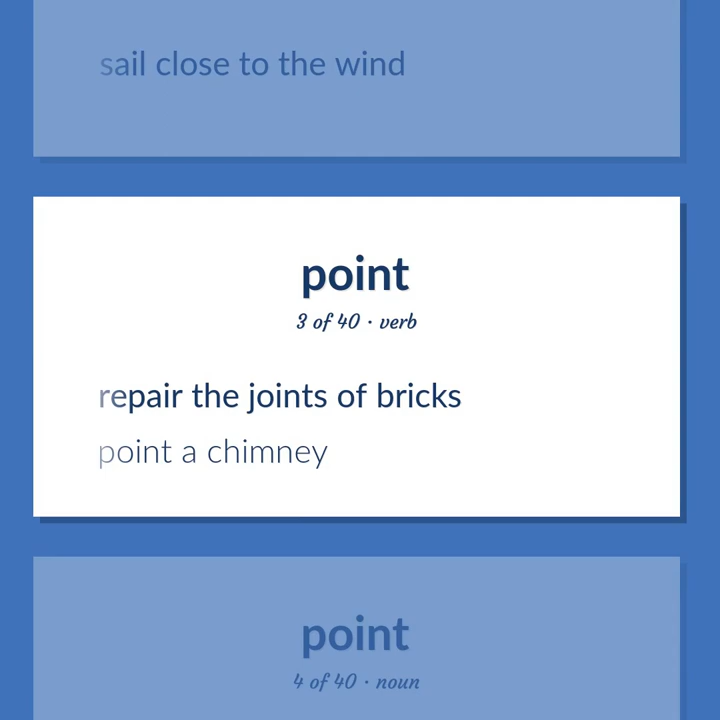 sail close to the wind
point
3 of 40 · verb
repair the joints of bricks
point a chimney
point
4 of 40 · noun